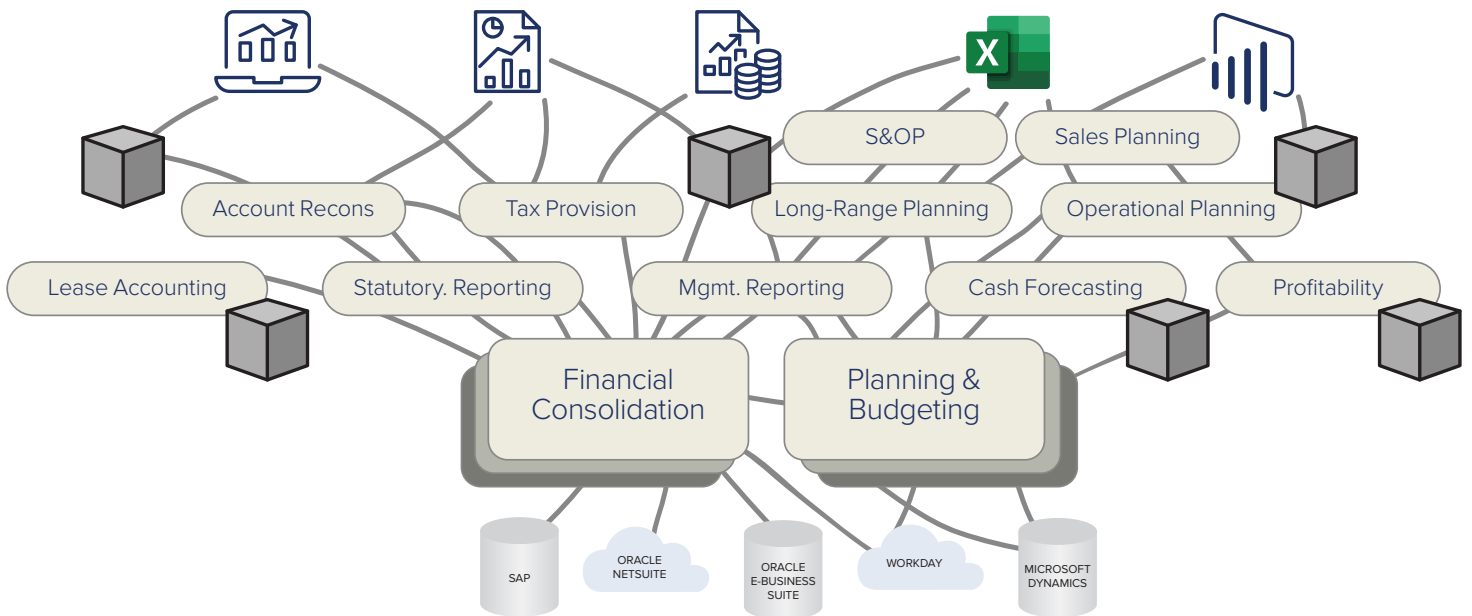 X
S&OP
Sales Planning
Account Recons
Tax Provision
Long-Range Planning
Operational Planning
Lease Accounting
Statutory. Reporting
Mgmt. Reporting
Cash Forecasting
Profitability
Financial
Consolidation
Planning &
Budgeting
SAP
ORACLE
NETSUITE
ORACLE
E-BUSINESS
SUITE
WORKDAY
MICROSOFT
DYNAMICS